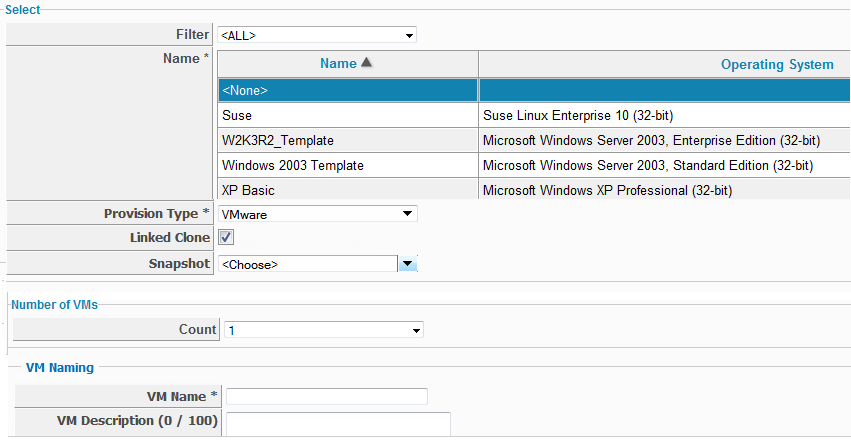 Select
Filter <ALL>
Name * Name Operating System
<None>
Suse Suse Linux Enterprise 10 (32-bit)
W2K3R2_Template Microsoft Windows Server 2003, Enterprise Edition (32-bit)
Windows 2003 Template Microsoft Windows Server 2003, Standard Edition (32-bit)
XP Basic Microsoft Windows XP Professional (32-bit)
Provision Type * VMware
Linked Clone
Snapshot <Choose>
Number of VMs
Count 1
VM Naming
VM Name *
VM Description (0 / 100)